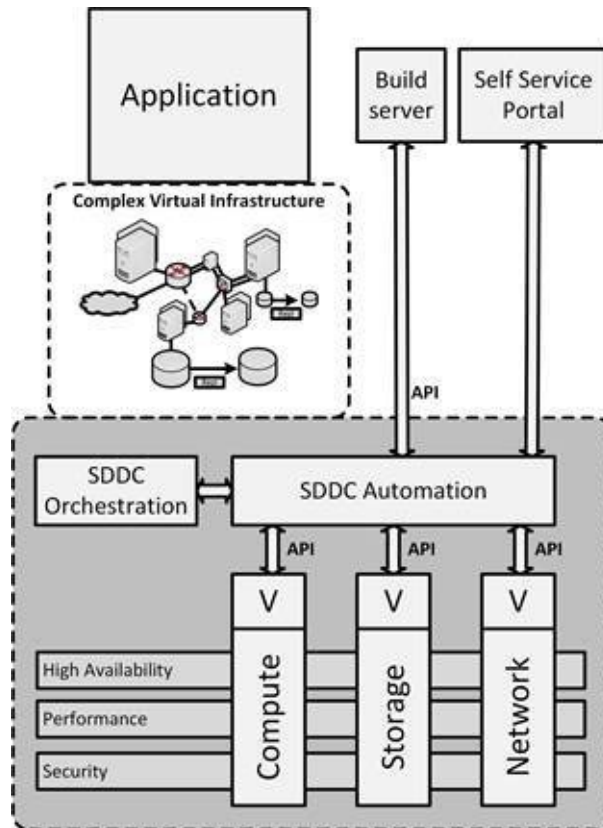 Application
Build
server
Self Service
Portal
Complex Virtual Infrastructure
API
SDDC
Orchestration
SDDC Automation
API
API
API
V
V
V
Compute
Storage
Network
High Availability
Performance
Security